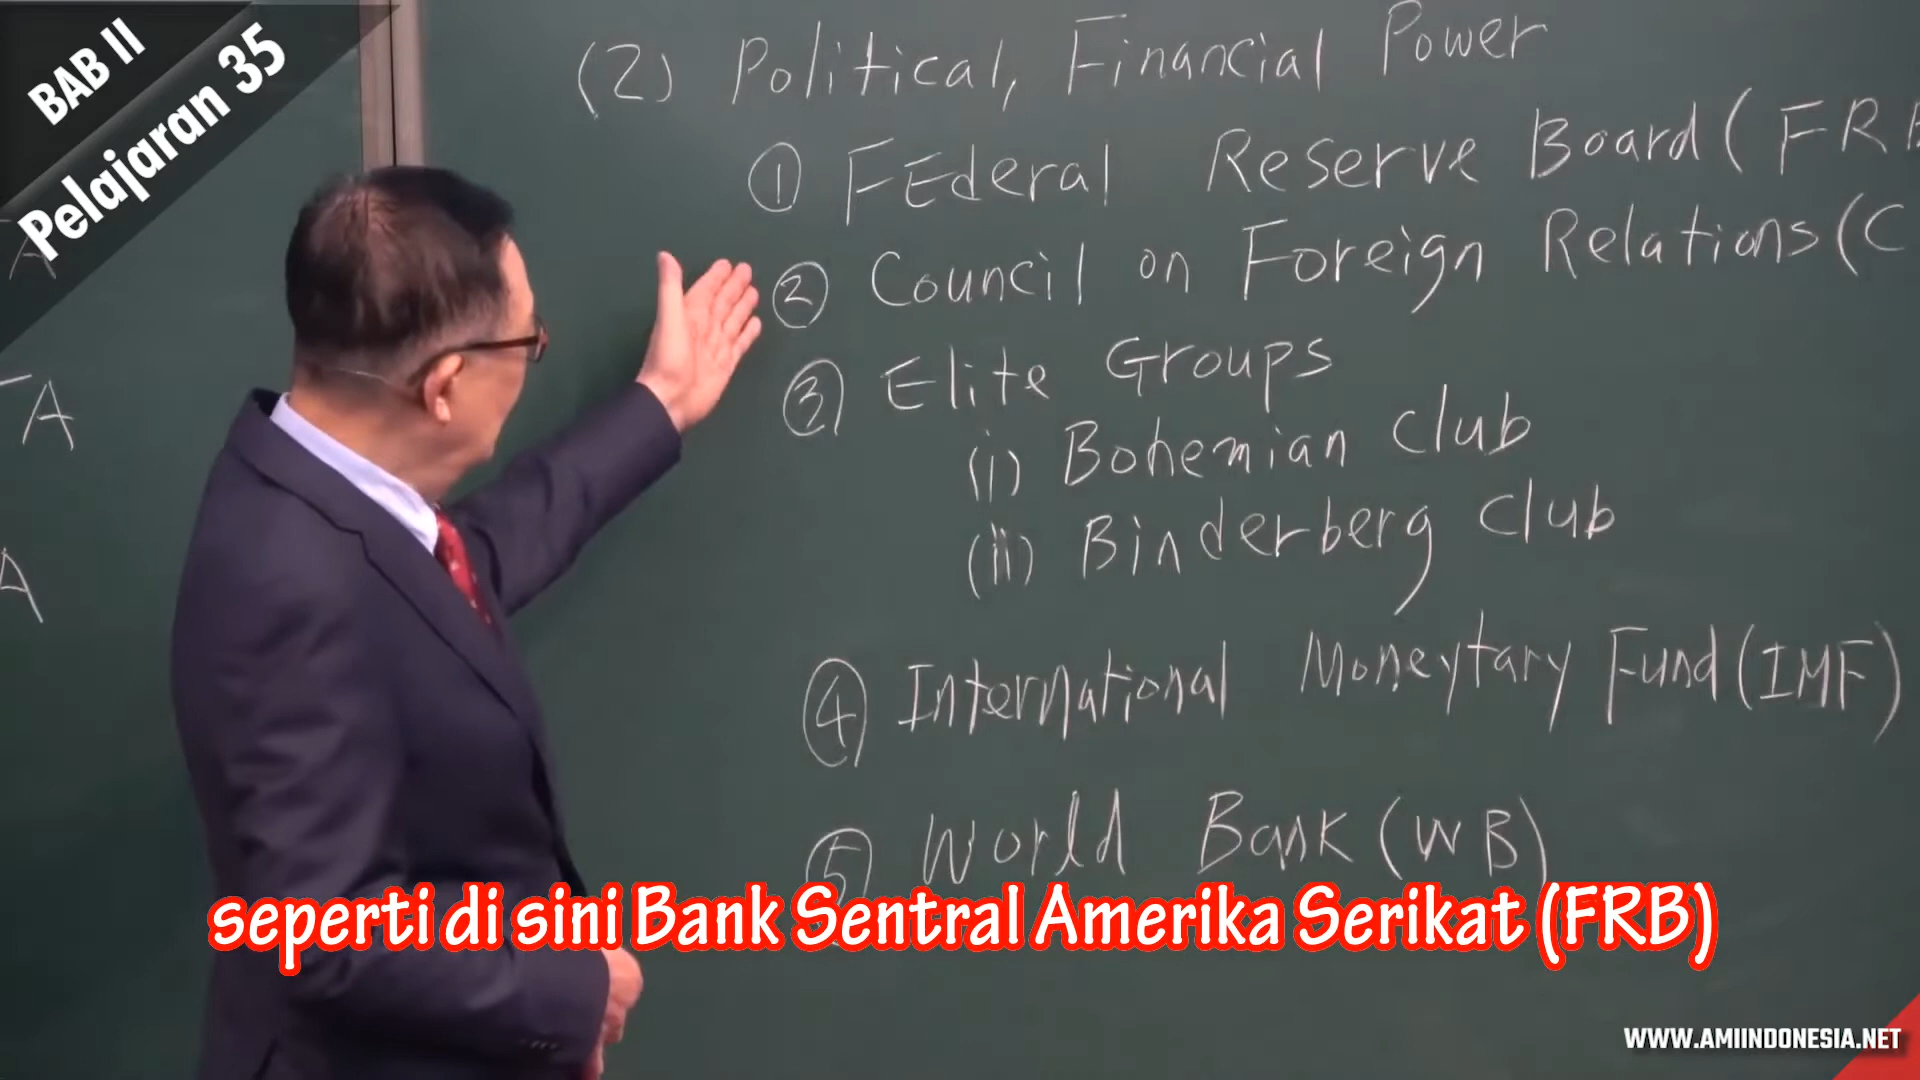 BAB II
Pelajaran 35
(2) Political, Financial Power
① FEderal Reserve Board (FRB
② Council on Foreign Relations (C
③ Elite Groups
(i) Bohemian Club
(ii) Binderberg Club
④ International Moneytary Fund (IMF)
⑤ World Bank (WB)
A
A
A
seperti di sini Bank Sentral Amerika Serikat (FRB)
WWW.AMIINDONESIA.NET